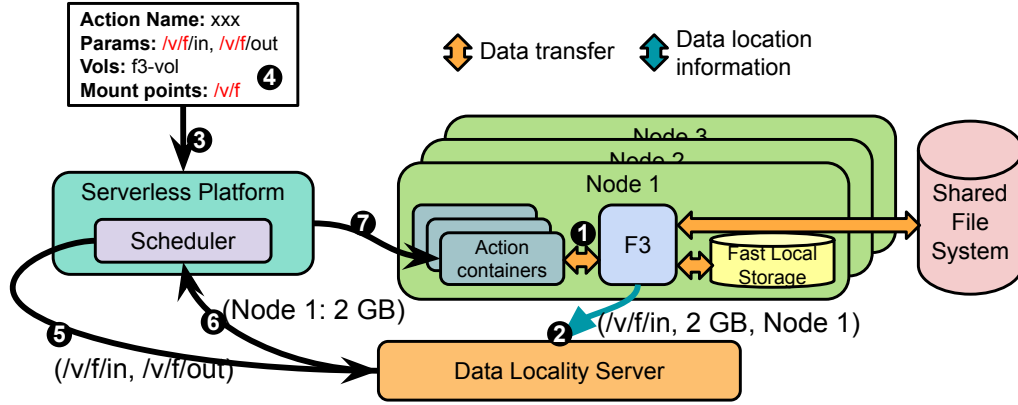 Action Name: xxx
Params: /v/f/in, /v/f/out
Vols: f3-vol
Mount points: /v/f
4
Data transfer
Data location
information
3
Node 3
Node 2
Node 1
Serverless Platform
Scheduler
7
Action
containers
1
F3
Fast Local
Storage
Shared
File
System
5
6
(Node 1: 2 GB)
2
(/v/f/in, 2 GB, Node 1)
(/v/f/in, /v/f/out)
Data Locality Server